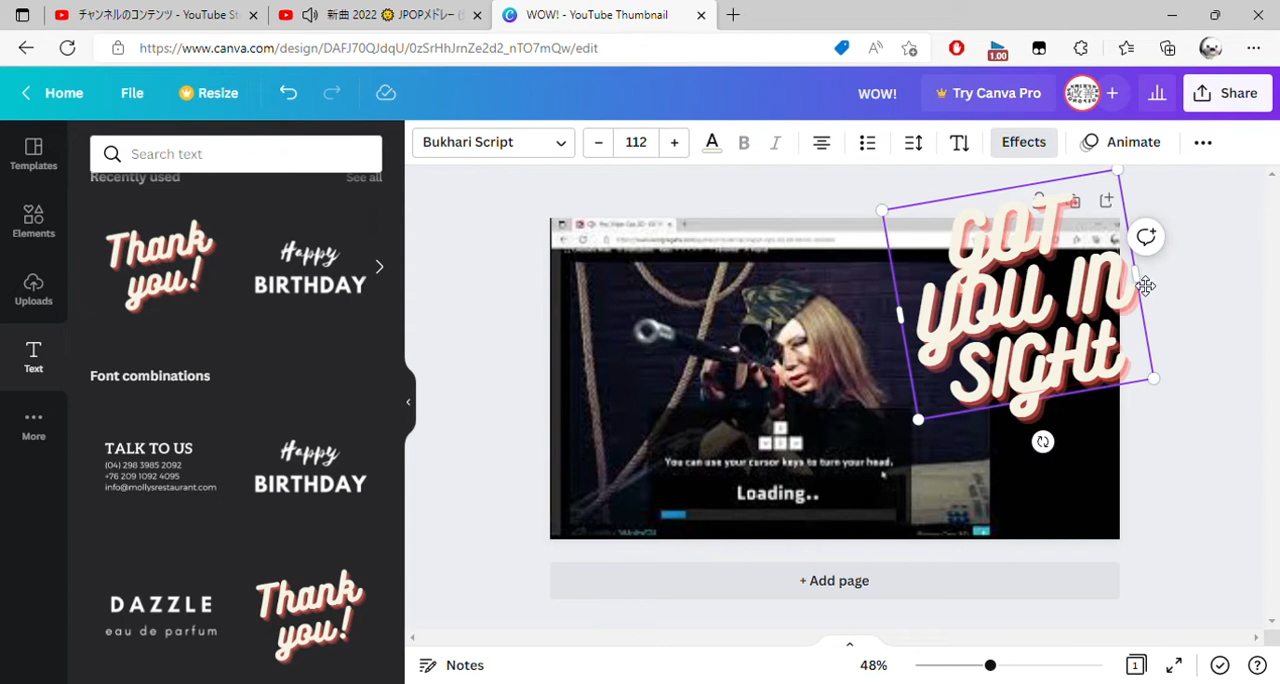 チャンネルのコンテンツ - YouTube St
新曲 2022 🌻 JPOPメドレー (
WOW! - YouTube Thumbnail
https://www.canva.com/design/DAFJ70QJdqU/0zSrHhJrnZe2d2_nTO7mQw/edit
1.00
Home
File
Resize
WOW!
Try Canva Pro
Share
Templates
Elements
Uploads
Text
More
Search text
Recently used
See all
Thank
you!
Happy
BIRTHDAY
Font combinations
TALK TO US
(04) 298 3985 2092
+76 209 1092 4095
info@mollysrestaurant.com
Happy
BIRTHDAY
DAZZLE
eau de parfum
Thank
you!
Bukhari Script
112
A
B
I
Effects
Animate
GOT
YOU IN
SIGHT
You can use your cursor keys to turn your head.
Loading..
+ Add page
Notes
48%
1